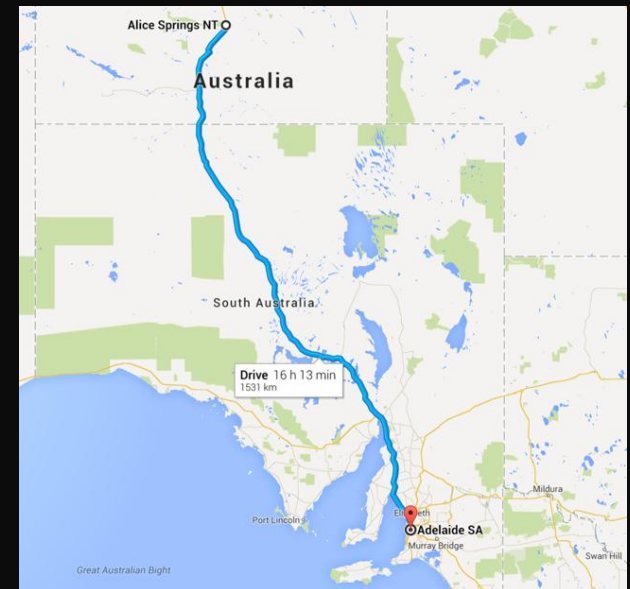 Alice Springs NT
Australia
South Australia
Drive 16 h 13 min
1531 km
Mildura
Elizabeth
Port Lincoln
Adelaide SA
Murray Bridge
Swan Hill
Great Australian Bight